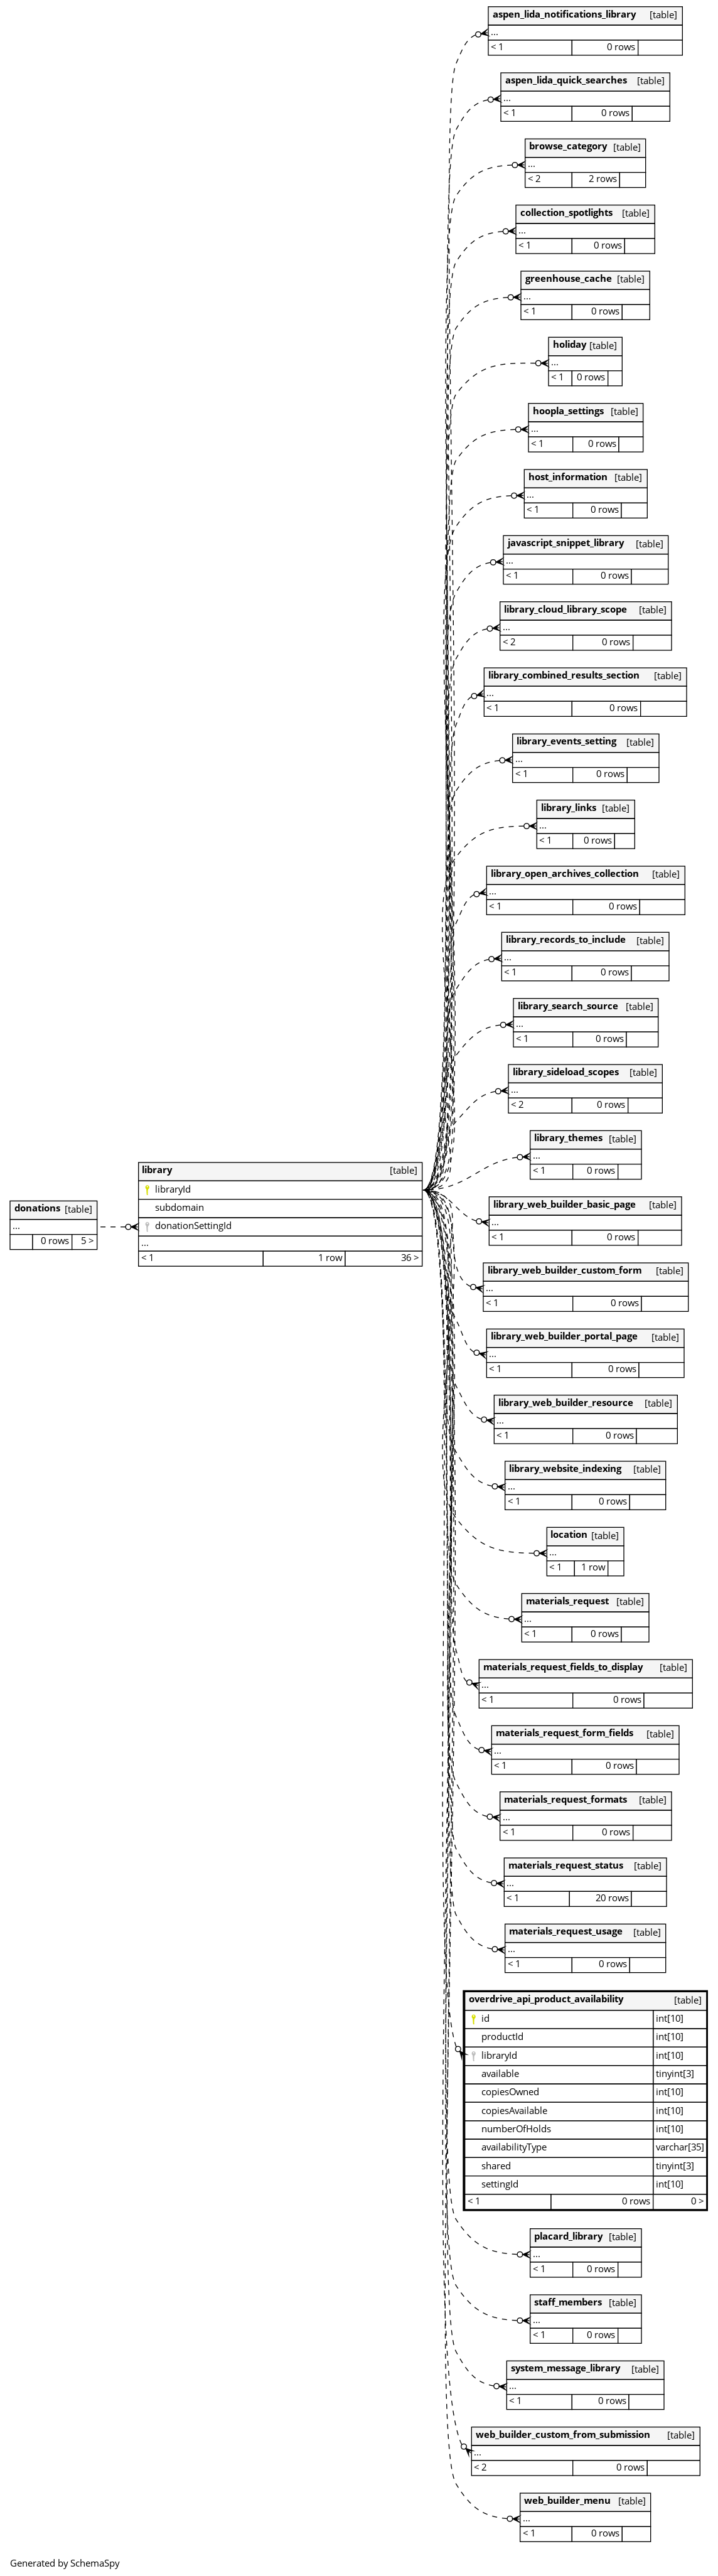 aspen_lida_notifications_library [table]
...
< 1 0 rows
aspen_lida_quick_searches [table]
...
< 1 0 rows
browse_category [table]
...
< 2 2 rows
collection_spotlights [table]
...
< 1 0 rows
greenhouse_cache [table]
...
< 1 0 rows
holiday [table]
...
< 1 0 rows
hoopla_settings [table]
...
< 1 0 rows
host_information [table]
...
< 1 0 rows
javascript_snippet_library [table]
...
< 1 0 rows
library_cloud_library_scope [table]
...
< 2 0 rows
library_combined_results_section [table]
...
< 1 0 rows
library_events_setting [table]
...
< 1 0 rows
library_links [table]
...
< 1 0 rows
library_open_archives_collection [table]
...
< 1 0 rows
library_records_to_include [table]
...
< 1 0 rows
library_search_source [table]
...
< 1 0 rows
library_sideload_scopes [table]
...
< 2 0 rows
library_themes [table]
...
< 1 0 rows
library [table]
libraryId
subdomain
donationSettingId
...
< 1 1 row 36 >
donations [table]
...
0 rows 5 >
library_web_builder_basic_page [table]
...
< 1 0 rows
library_web_builder_custom_form [table]
...
< 1 0 rows
library_web_builder_portal_page [table]
...
< 1 0 rows
library_web_builder_resource [table]
...
< 1 0 rows
library_website_indexing [table]
...
< 1 0 rows
location [table]
...
< 1 1 row
materials_request [table]
...
< 1 0 rows
materials_request_fields_to_display [table]
...
< 1 0 rows
materials_request_form_fields [table]
...
< 1 0 rows
materials_request_formats [table]
...
< 1 0 rows
materials_request_status [table]
...
< 1 20 rows
materials_request_usage [table]
...
< 1 0 rows
overdrive_api_product_availability [table]
id int[10]
productId int[10]
libraryId int[10]
available tinyint[3]
copiesOwned int[10]
copiesAvailable int[10]
numberOfHolds int[10]
availabilityType varchar[35]
shared tinyint[3]
settingId int[10]
< 1 0 rows 0 >
placard_library [table]
...
< 1 0 rows
staff_members [table]
...
< 1 0 rows
system_message_library [table]
...
< 1 0 rows
web_builder_custom_from_submission [table]
...
< 2 0 rows
web_builder_menu [table]
...
< 1 0 rows
Generated by SchemaSpy